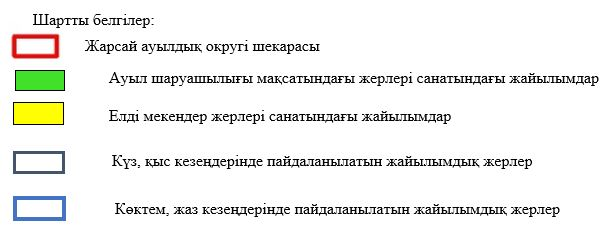 Шартты белгілер:
Жарсай ауылдық округі шекарасы
Ауыл шаруашылығы мақсатындағы жерлері санатындағы жайылымдар
Елді мекендер жерлері санатындағы жайылымдар
Күз, қыс кезеңдерінде пайдаланылатын жайылымдық жерлер
Көктем, жаз кезеңдерінде пайдаланылатын жайылымдық жерлер